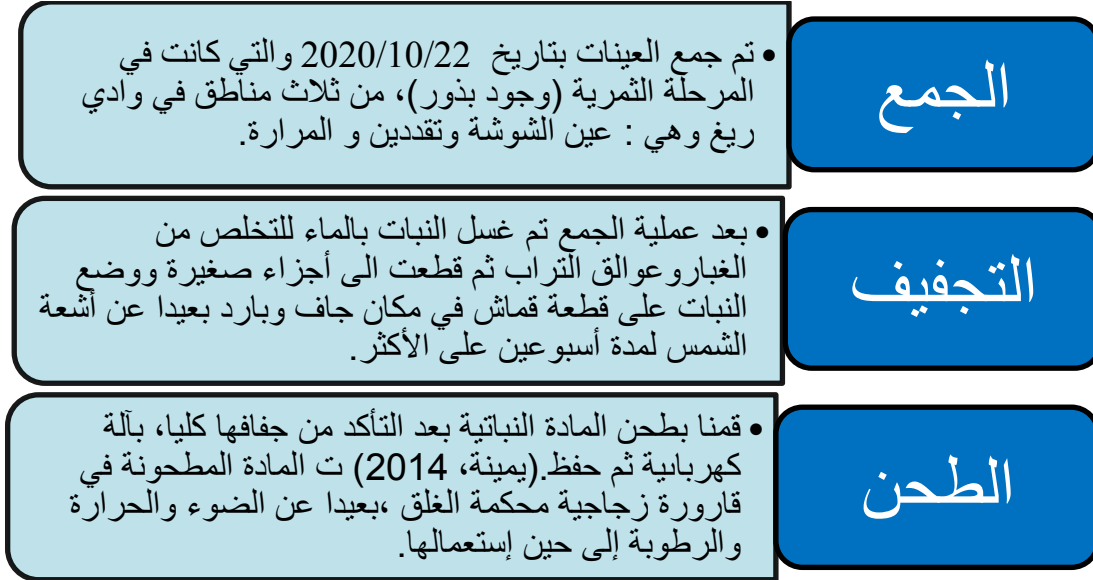 الجمع
• تم جمع العينات بتاريخ 2020/10/22 والتي كانت في
المرحلة الثمرية (وجود بذور)، من ثلاث مناطق في وادي
ريغ وهي : عين الشوشة وتقددين و المرارة.
التجفيف
• بعد عملية الجمع تم غسل النبات بالماء للتخلص من
الغباروعوالق التراب ثم قطعت الى أجزاء صغيرة ووضع
النبات على قطعة قماش في مكان جاف وبارد بعيدا عن أشعة
الشمس لمدة أسبوعين على الأكثر.
الطحن
• قمنا بطحن المادة النباتية بعد التأكد من جفافها كليا، بآلة
كهربائية ثم حفظ.(يمينة، 2014) ت المادة المطحونة في
قارورة زجاجية محكمة الغلق ،بعيدا عن الضوء والحرارة
والرطوبة إلى حين إستعمالها.